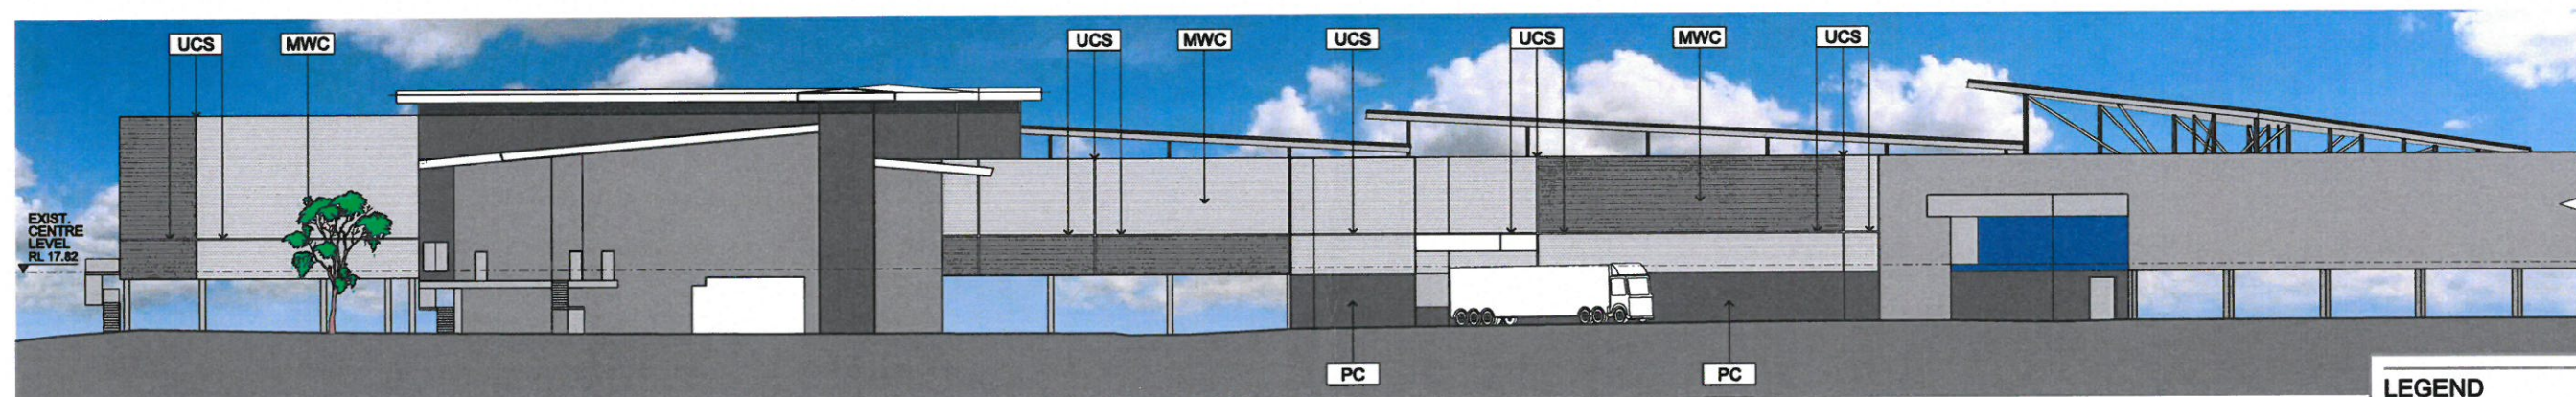 UCS
MWC
UCS
MWC
UCS
UCS
MWC
UCS
EXIST.
CENTRE
LEVEL
RL 17.82
PC
PC
LEGEND